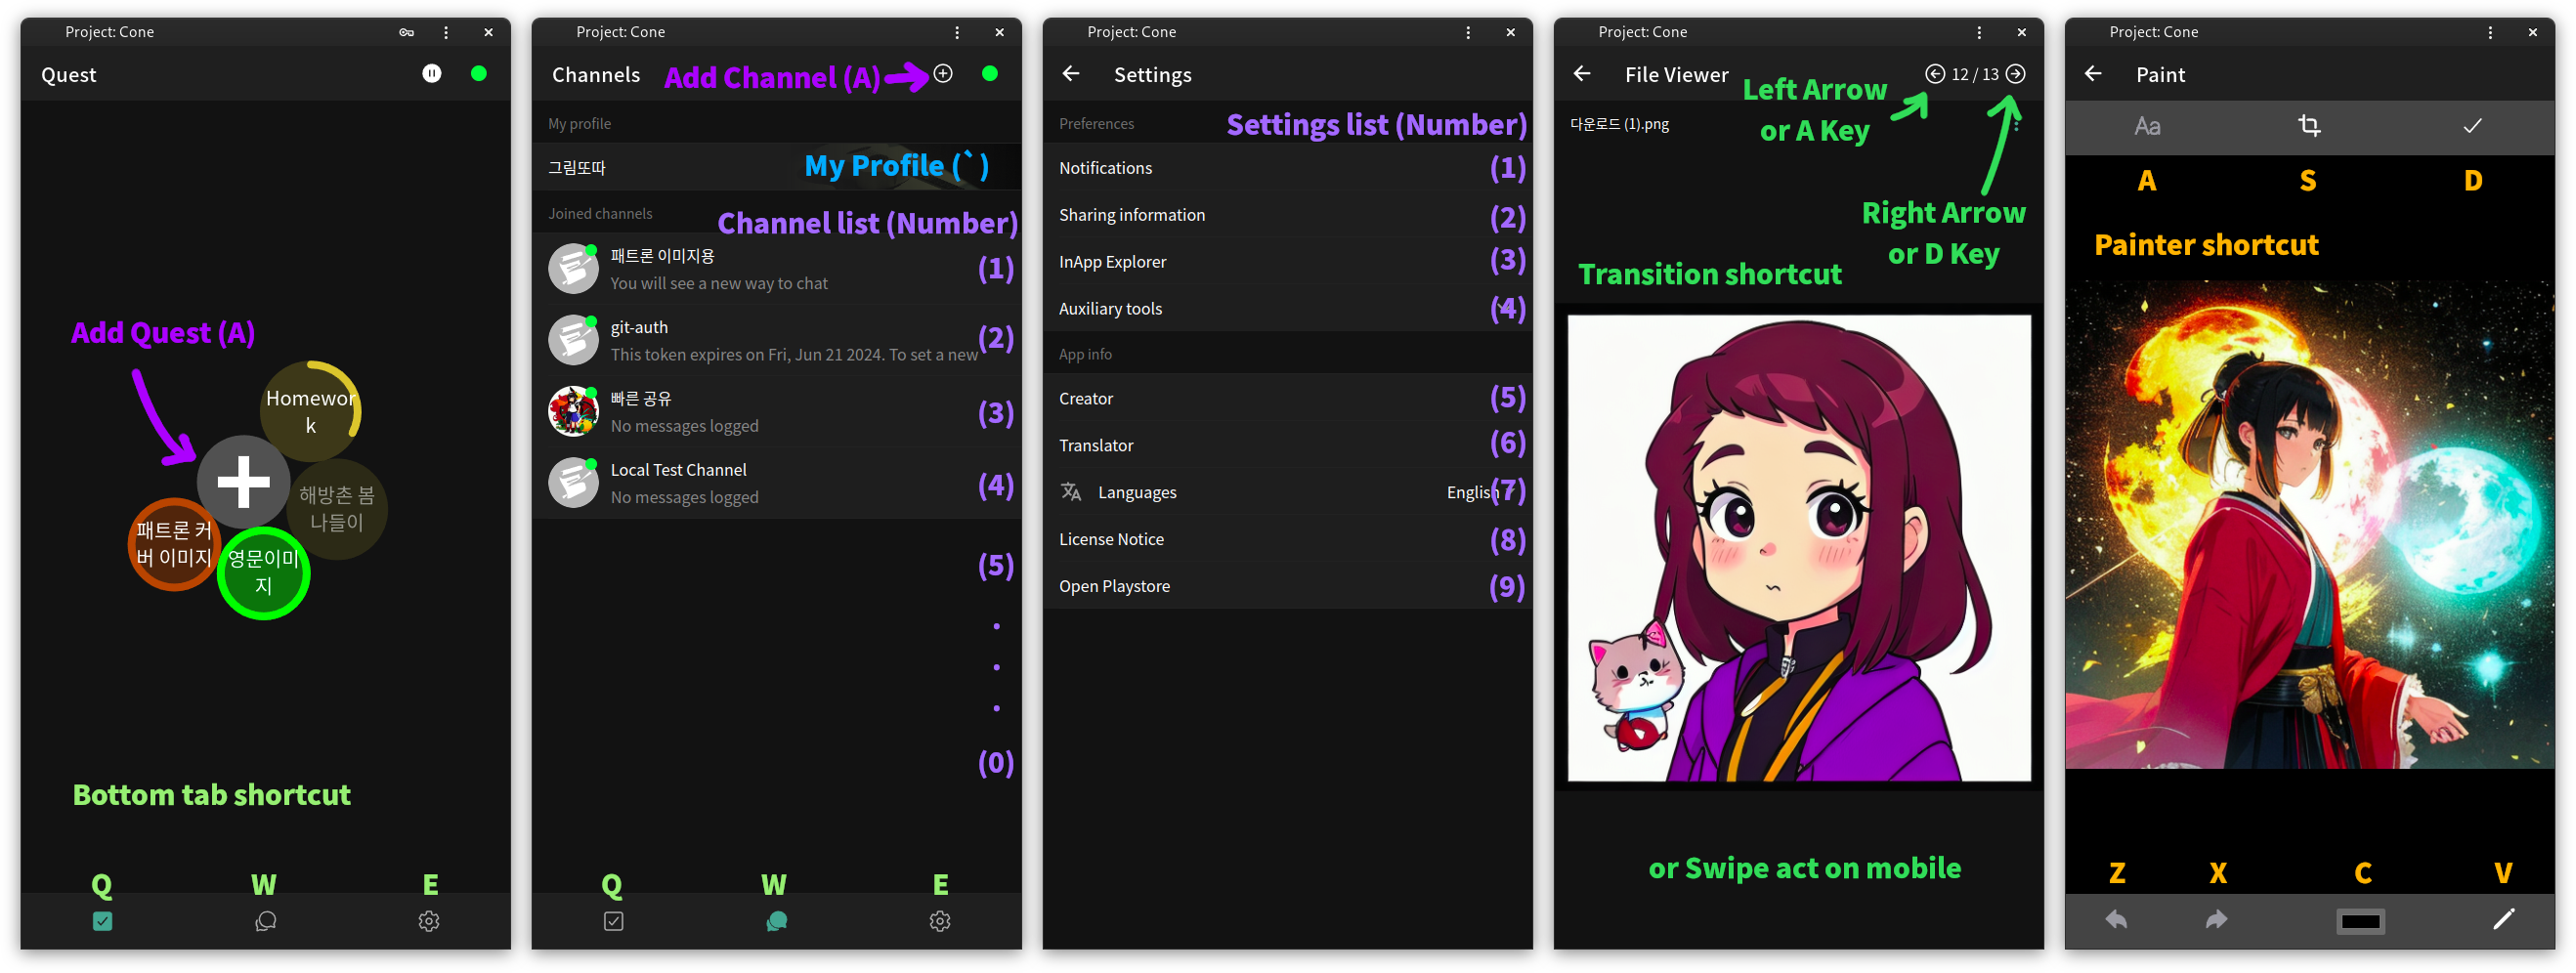 Project: Cone
Quest
Add Quest (A)
Homewor
k
해방촌 봄
나들이
패트론 커
버 이미지
영문이미
지
Bottom tab shortcut
Q W E
Project: Cone
Channels
Add Channel (A)
My profile
그림또따
My Profile (`)
Joined channels
Channel list (Number)
패트론 이미지용
You will see a new way to chat
(1)
git-auth
This token expires on Fri, Jun 21 2024. To set a new
(2)
빠른 공유
No messages logged
(3)
Local Test Channel
No messages logged
(4)
(5)
(0)
Q W E
Project: Cone
Settings
Preferences
Settings list (Number)
Notifications (1)
Sharing information (2)
InApp Explorer (3)
Auxiliary tools (4)
App info
Creator (5)
Translator (6)
Languages English (7)
License Notice (8)
Open Playstore (9)
Project: Cone
File Viewer
12 / 13
Left Arrow
or A Key
다운로드 (1).png
Right Arrow
or D Key
Transition shortcut
or Swipe act on mobile
Project: Cone
Paint
Aa
A S D
Painter shortcut
Z X C V